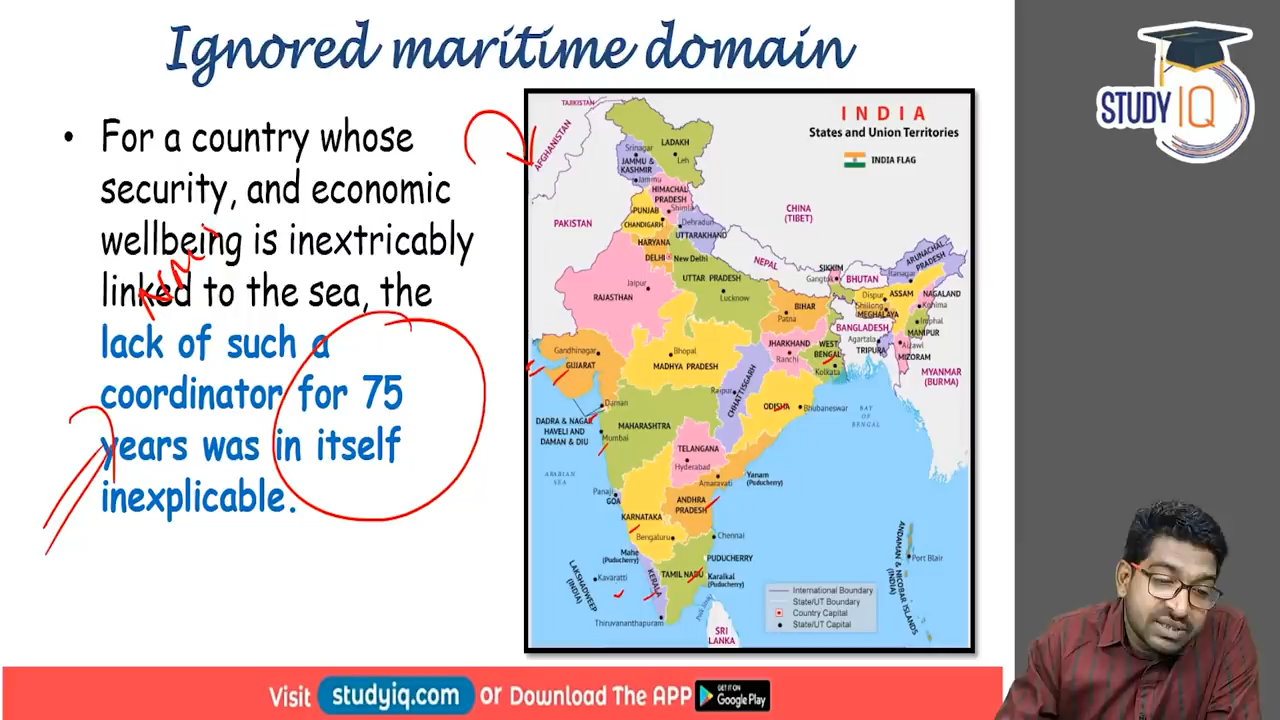 Ignored maritime domain
• For a country whose
security, and economic
wellbeing is inextricably
linked to the sea, the
lack of such a
coordinator for 75
years was in itself
inexplicable.
STUDY IQ
INDIA
States and Union Territories
INDIA FLAG
TAJIKISTAN
AFGHANISTAN
LADAKH
Leh
Srinagar
JAMMU &
KASHMIR
Jammu
HIMACHAL
PRADESH
Shimla
PUNJAB
CHANDIGARH
Dehradun
UTTARAKHAND
HARYANA
DELHI
New Delhi
PAKISTAN
CHINA
(TIBET)
NEPAL
SIKKIM
Gangtok
BHUTAN
ARUNACHAL
PRADESH
Itanagar
UTTAR PRADESH
Lucknow
Jaipur
RAJASTHAN
BIHAR
Patna
Dispur
ASSAM
NAGALAND
Kohima
Shillong
MEGHALAYA
Imphal
MANIPUR
BANGLADESH
Agartala
TRIPURA
Aizawl
MIZORAM
MYANMAR
(BURMA)
Gandhinagar
GUJARAT
Bhopal
MADHYA PRADESH
JHARKHAND
Ranchi
WEST
BENGAL
Kolkata
Raipur
CHHATTISGARH
ODISHA
Bhubaneswar
BAY
OF
BENGAL
Daman
DADRA & NAGAR
HAVELI AND
DAMAN & DIU
Mumbai
MAHARASHTRA
TELANGANA
Hyderabad
Amaravati
Yanam
(Puducherry)
ARABIAN
SEA
Panaji
GOA
ANDHRA
PRADESH
KARNATAKA
Bengaluru
Chennai
Mahe
(Puducherry)
PUDUCHERRY
TAMIL NADU
Karaikal
(Puducherry)
LAKSHADWEEP
(INDIA)
Kavaratti
KERALA
Thiruvananthapuram
SRI
LANKA
ANDAMAN & NICOBAR ISLANDS
(INDIA)
Port Blair
International Boundary
State/UT Boundary
Country Capital
State/UT Capital
Visit studyiq.com or Download The APP GET IT ON Google Play